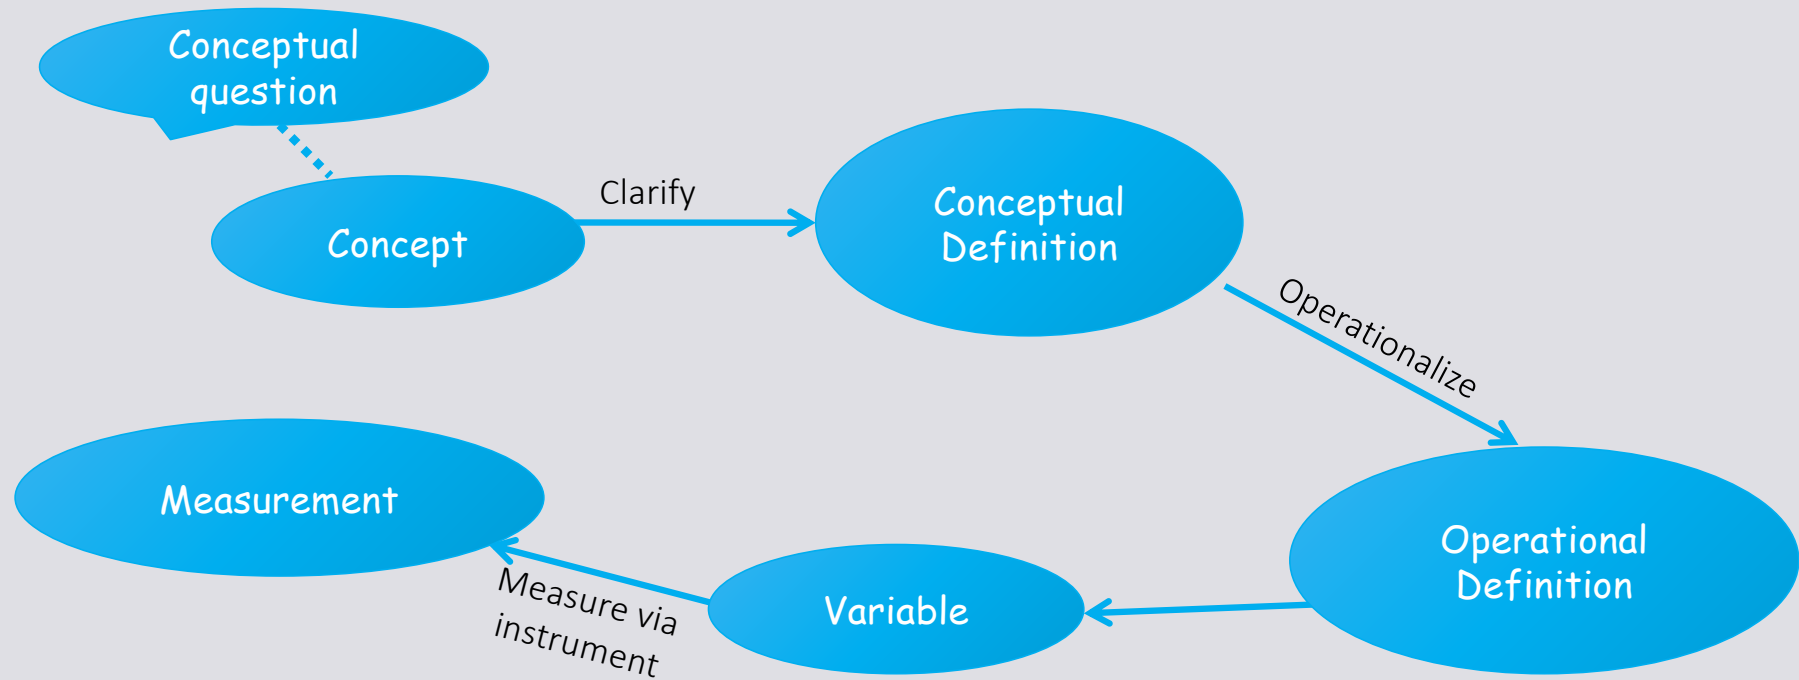 Conceptual
question
Concept
Clarify
Conceptual
Definition
Operationalize
Operational
Definition
Variable
Measure via
instrument
Measurement